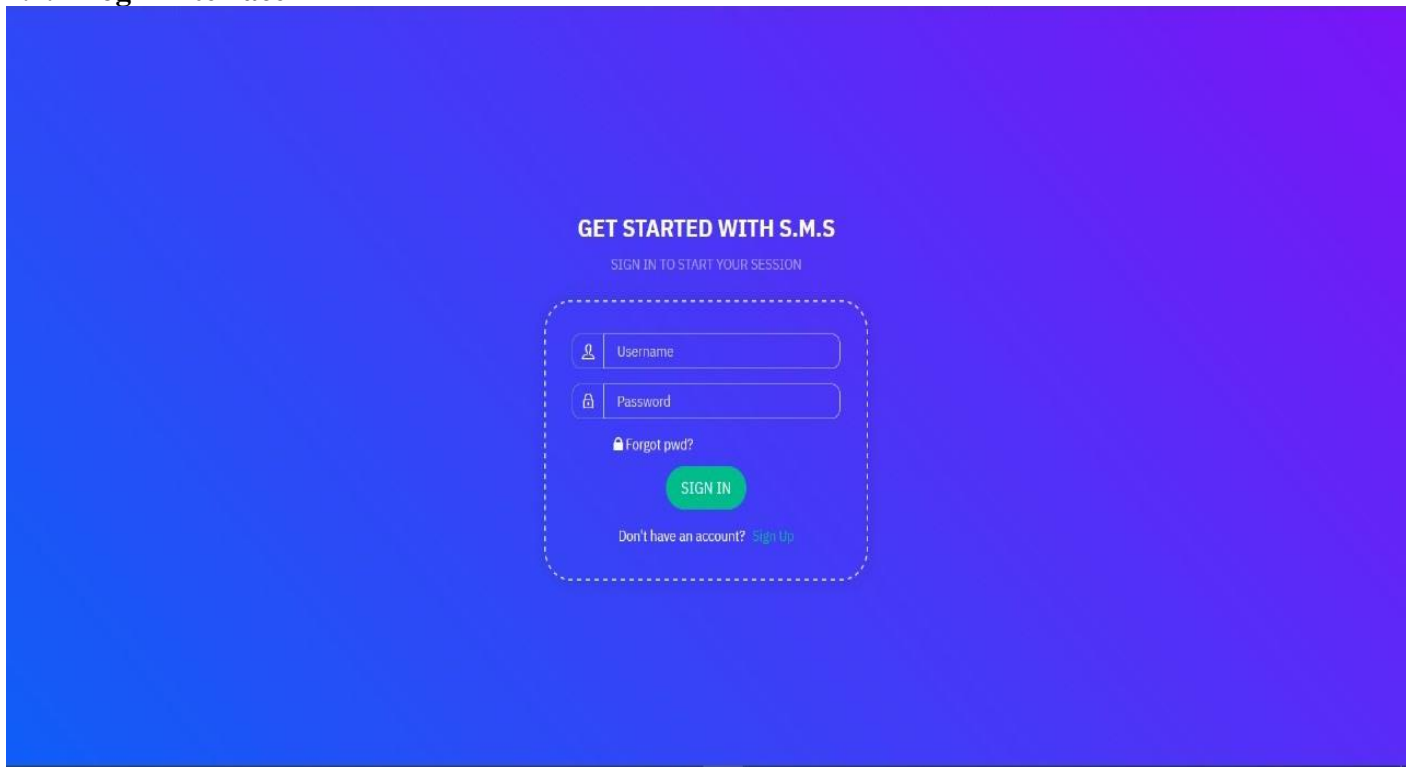 GET STARTED WITH S.M.S
SIGN IN TO START YOUR SESSION
Username
Password
Forgot pwd?
SIGN IN
Don't have an account? Sign Up